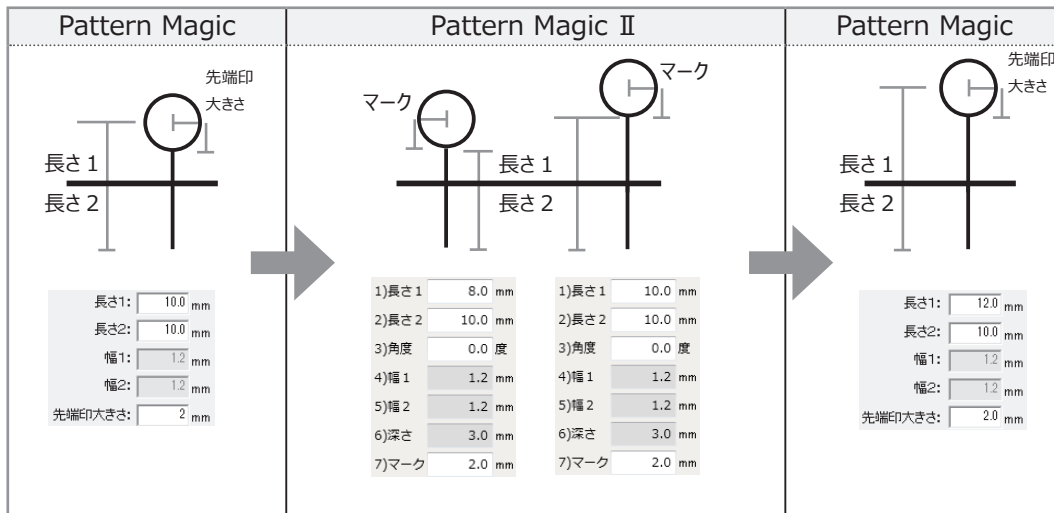 Pattern Magic
Pattern Magic Ⅱ
Pattern Magic
先端印
大きさ
長さ1
長さ2
マーク
マーク
長さ1
長さ2
先端印
大きさ
長さ1
長さ2
長さ1: 10.0 mm
長さ2: 10.0 mm
幅1: 1.2 mm
幅2: 1.2 mm
先端印大きさ: 2 mm
1)長さ1 8.0 mm
2)長さ2 10.0 mm
3)角度 0.0 度
4)幅1 1.2 mm
5)幅2 1.2 mm
6)深さ 3.0 mm
7)マーク 2.0 mm
1)長さ1 10.0 mm
2)長さ2 10.0 mm
3)角度 0.0 度
4)幅1 1.2 mm
5)幅2 1.2 mm
6)深さ 3.0 mm
7)マーク 2.0 mm
長さ1: 12.0 mm
長さ2: 10.0 mm
幅1: 1.2 mm
幅2: 1.2 mm
先端印大きさ: 2.0 mm